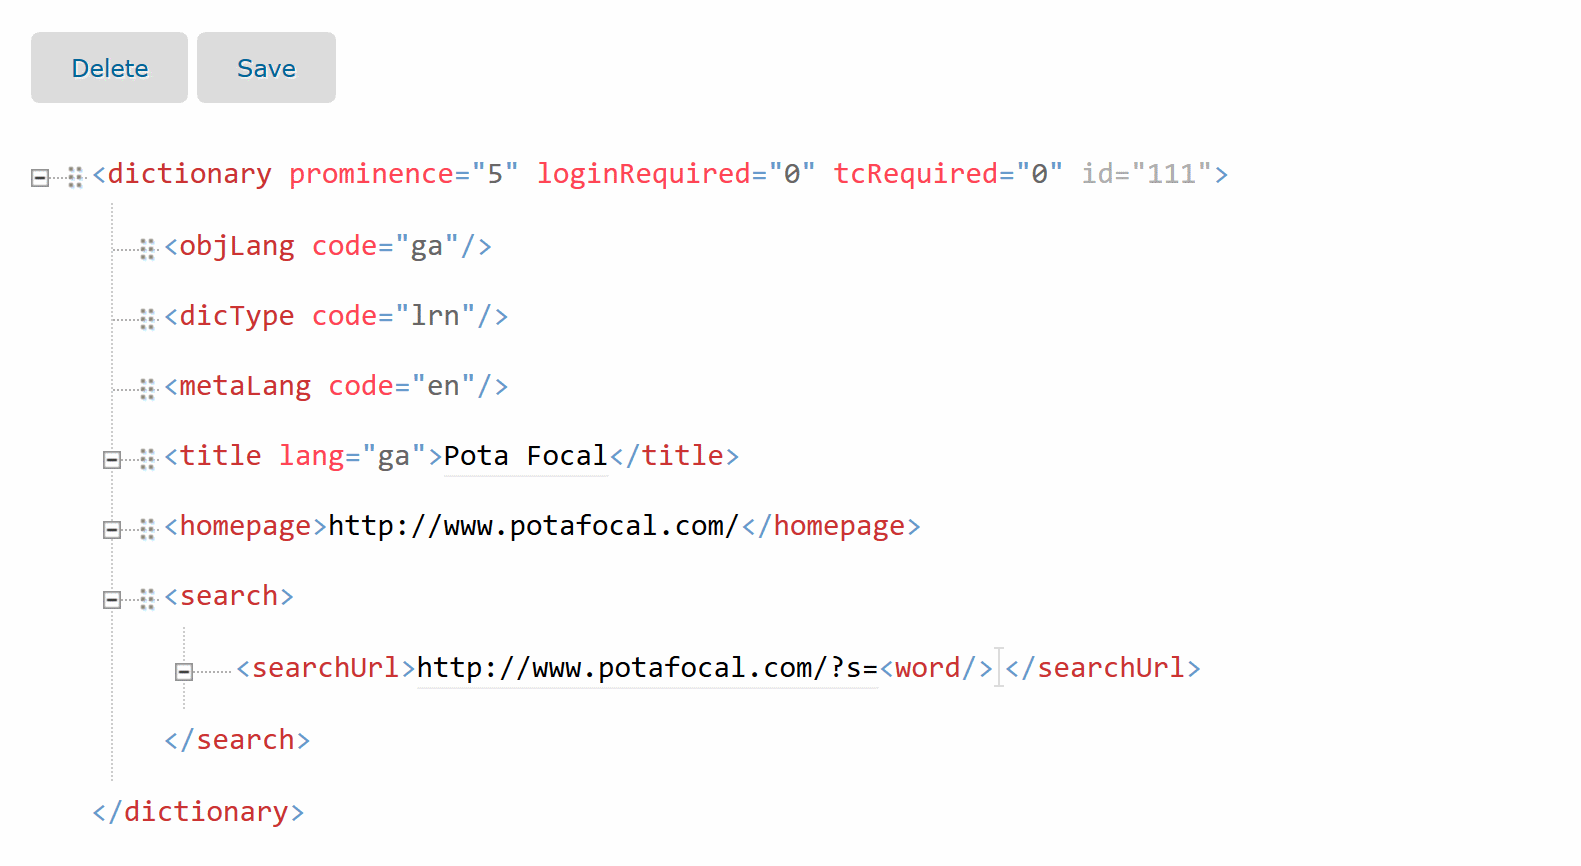 Delete Save
<dictionary prominence="5" loginRequired="0" tcRequired="0" id="111">
<objLang code="ga"/>
<dicType code="lrn"/>
<metaLang code="en"/>
<title lang="ga">Pota Focal</title>
<homepage>http://www.potafocal.com/</homepage>
<search>
<searchUrl>http://www.potafocal.com/?s=<word/></searchUrl>
</search>
</dictionary>